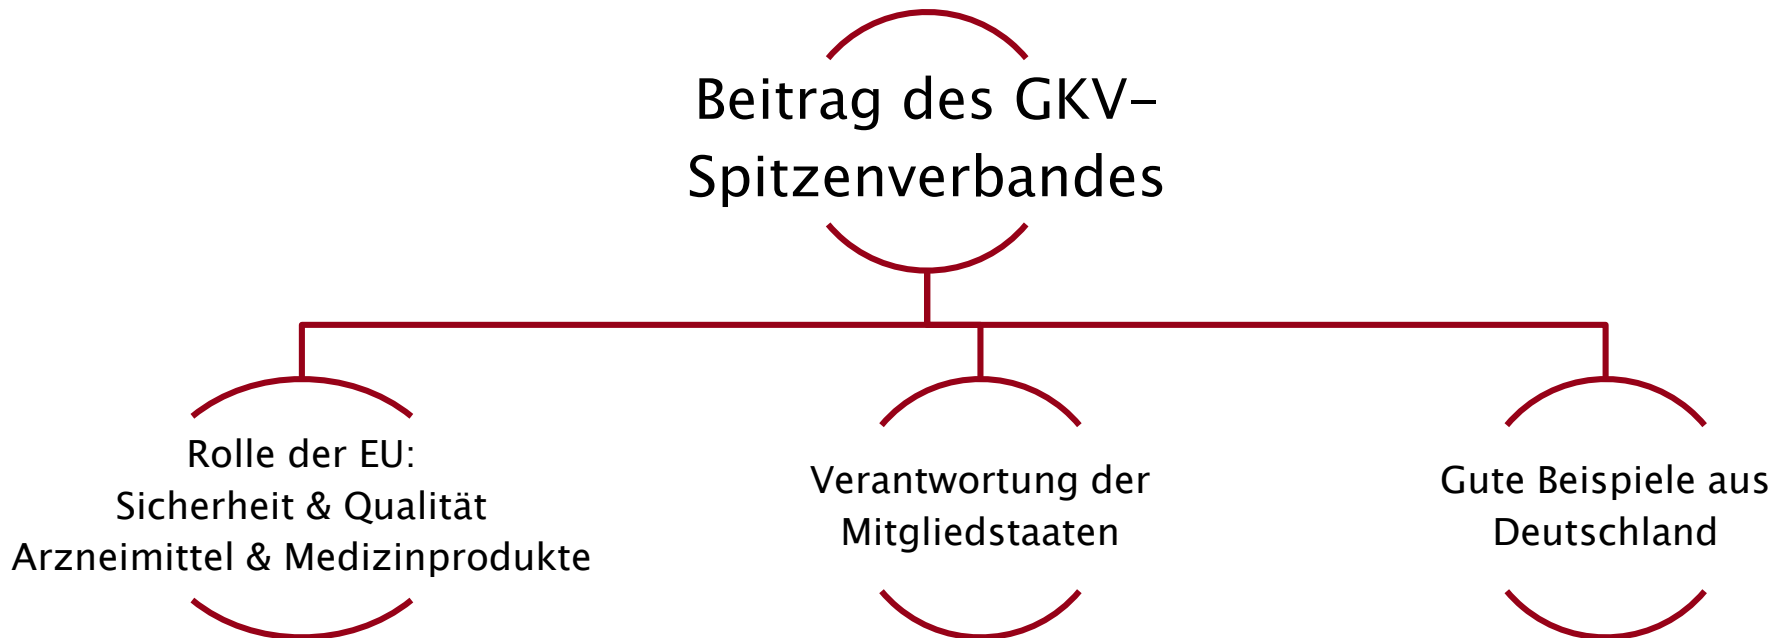 Beitrag des GKV-
Spitzenverbandes
Rolle der EU:
Sicherheit & Qualität
Arzneimittel & Medizinprodukte
Verantwortung der
Mitgliedstaaten
Gute Beispiele aus
Deutschland